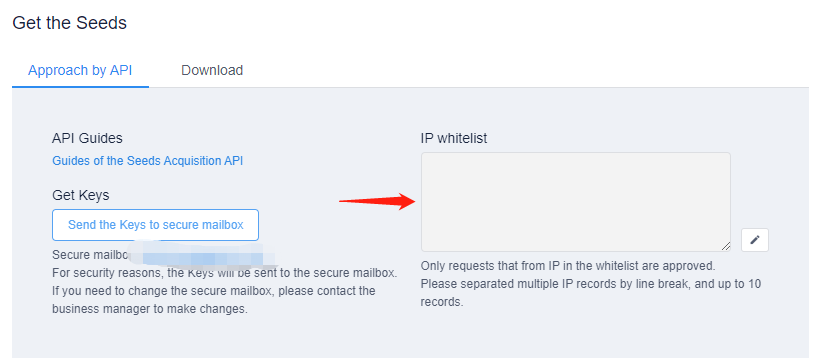 Get the Seeds
Approach by API
Download
API Guides
Guides of the Seeds Acquisition API
Get Keys
Send the Keys to secure mailbox
Secure mailbo
For security reasons, the Keys will be sent to the secure mailbox.
If you need to change the secure mailbox, please contact the
business manager to make changes.
IP whitelist
Only requests that from IP in the whitelist are approved.
Please separated multiple IP records by line break, and up to 10
records.